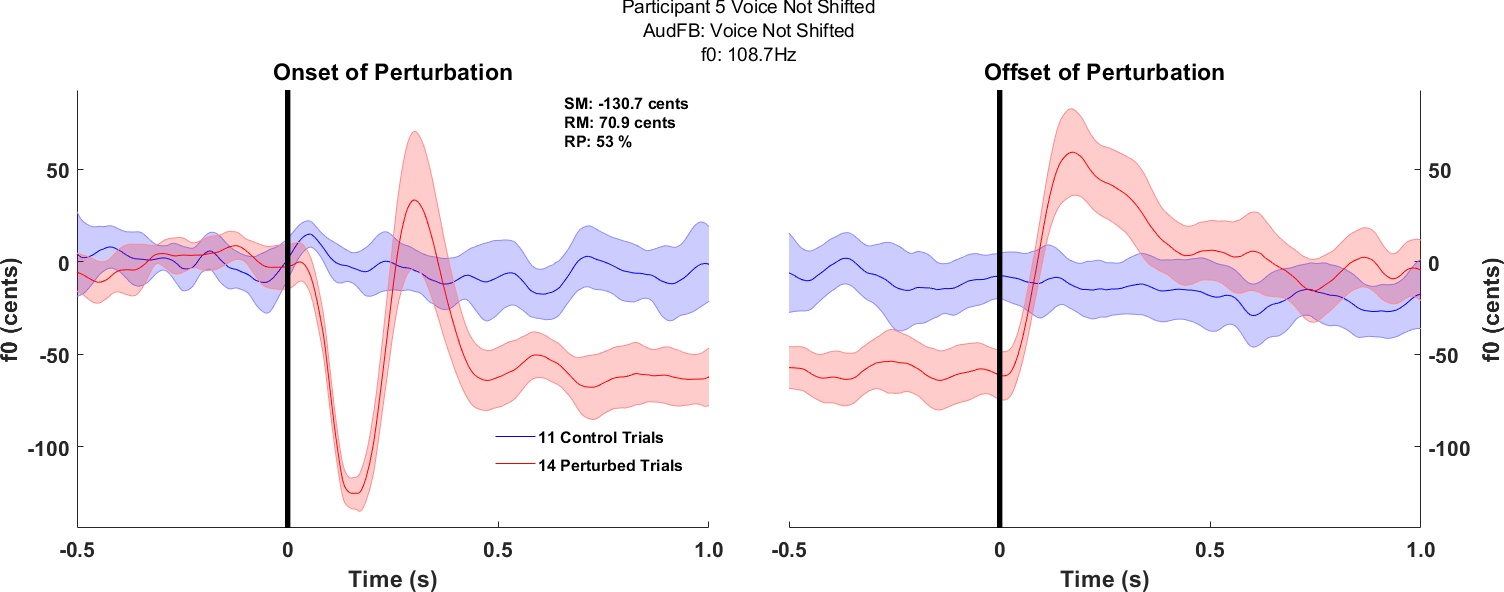 Participant 5 Voice Not Shifted
AudFB: Voice Not Shifted
f0: 108.7Hz
Onset of Perturbation
Offset of Perturbation
SM: -130.7 cents
RM: 70.9 cents
RP: 53 %
f0 (cents)
50
0
-50
-100
11 Control Trials
14 Perturbed Trials
-0.5
0
0.5
1.0
Time (s)
50
0
-50
-100
f0 (cents)
-0.5
0
0.5
1.0
Time (s)